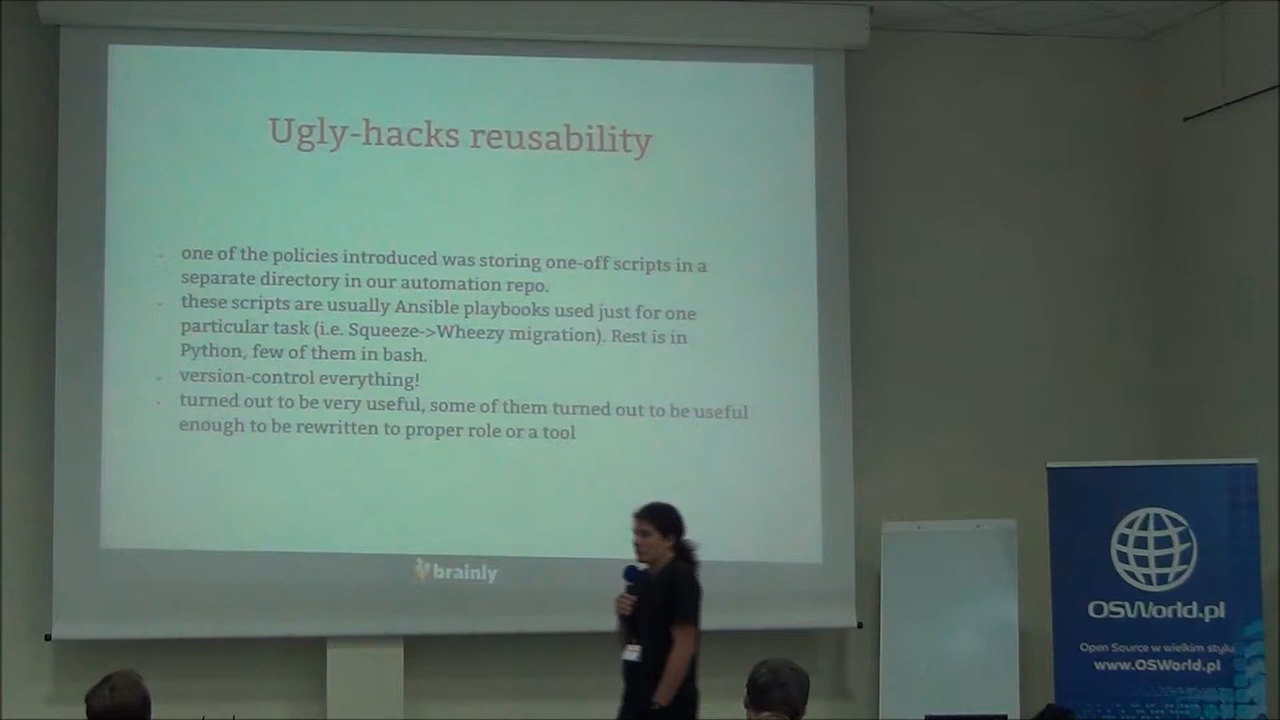 Ugly-hacks reusability
one of the policies introduced was storing one-off scripts in a
separate directory in our automation repo.
these scripts are usually Ansible playbooks used just for one
particular task (i.e. Squeeze->Wheezy migration). Rest is in
Python, few of them in bash.
version-control everything!
turned out to be very useful, some of them turned out to be useful
enough to be rewritten to proper role or a tool
brainly
OSWorld.pl
Open Source w wielkim stylu
www.OSWorld.pl